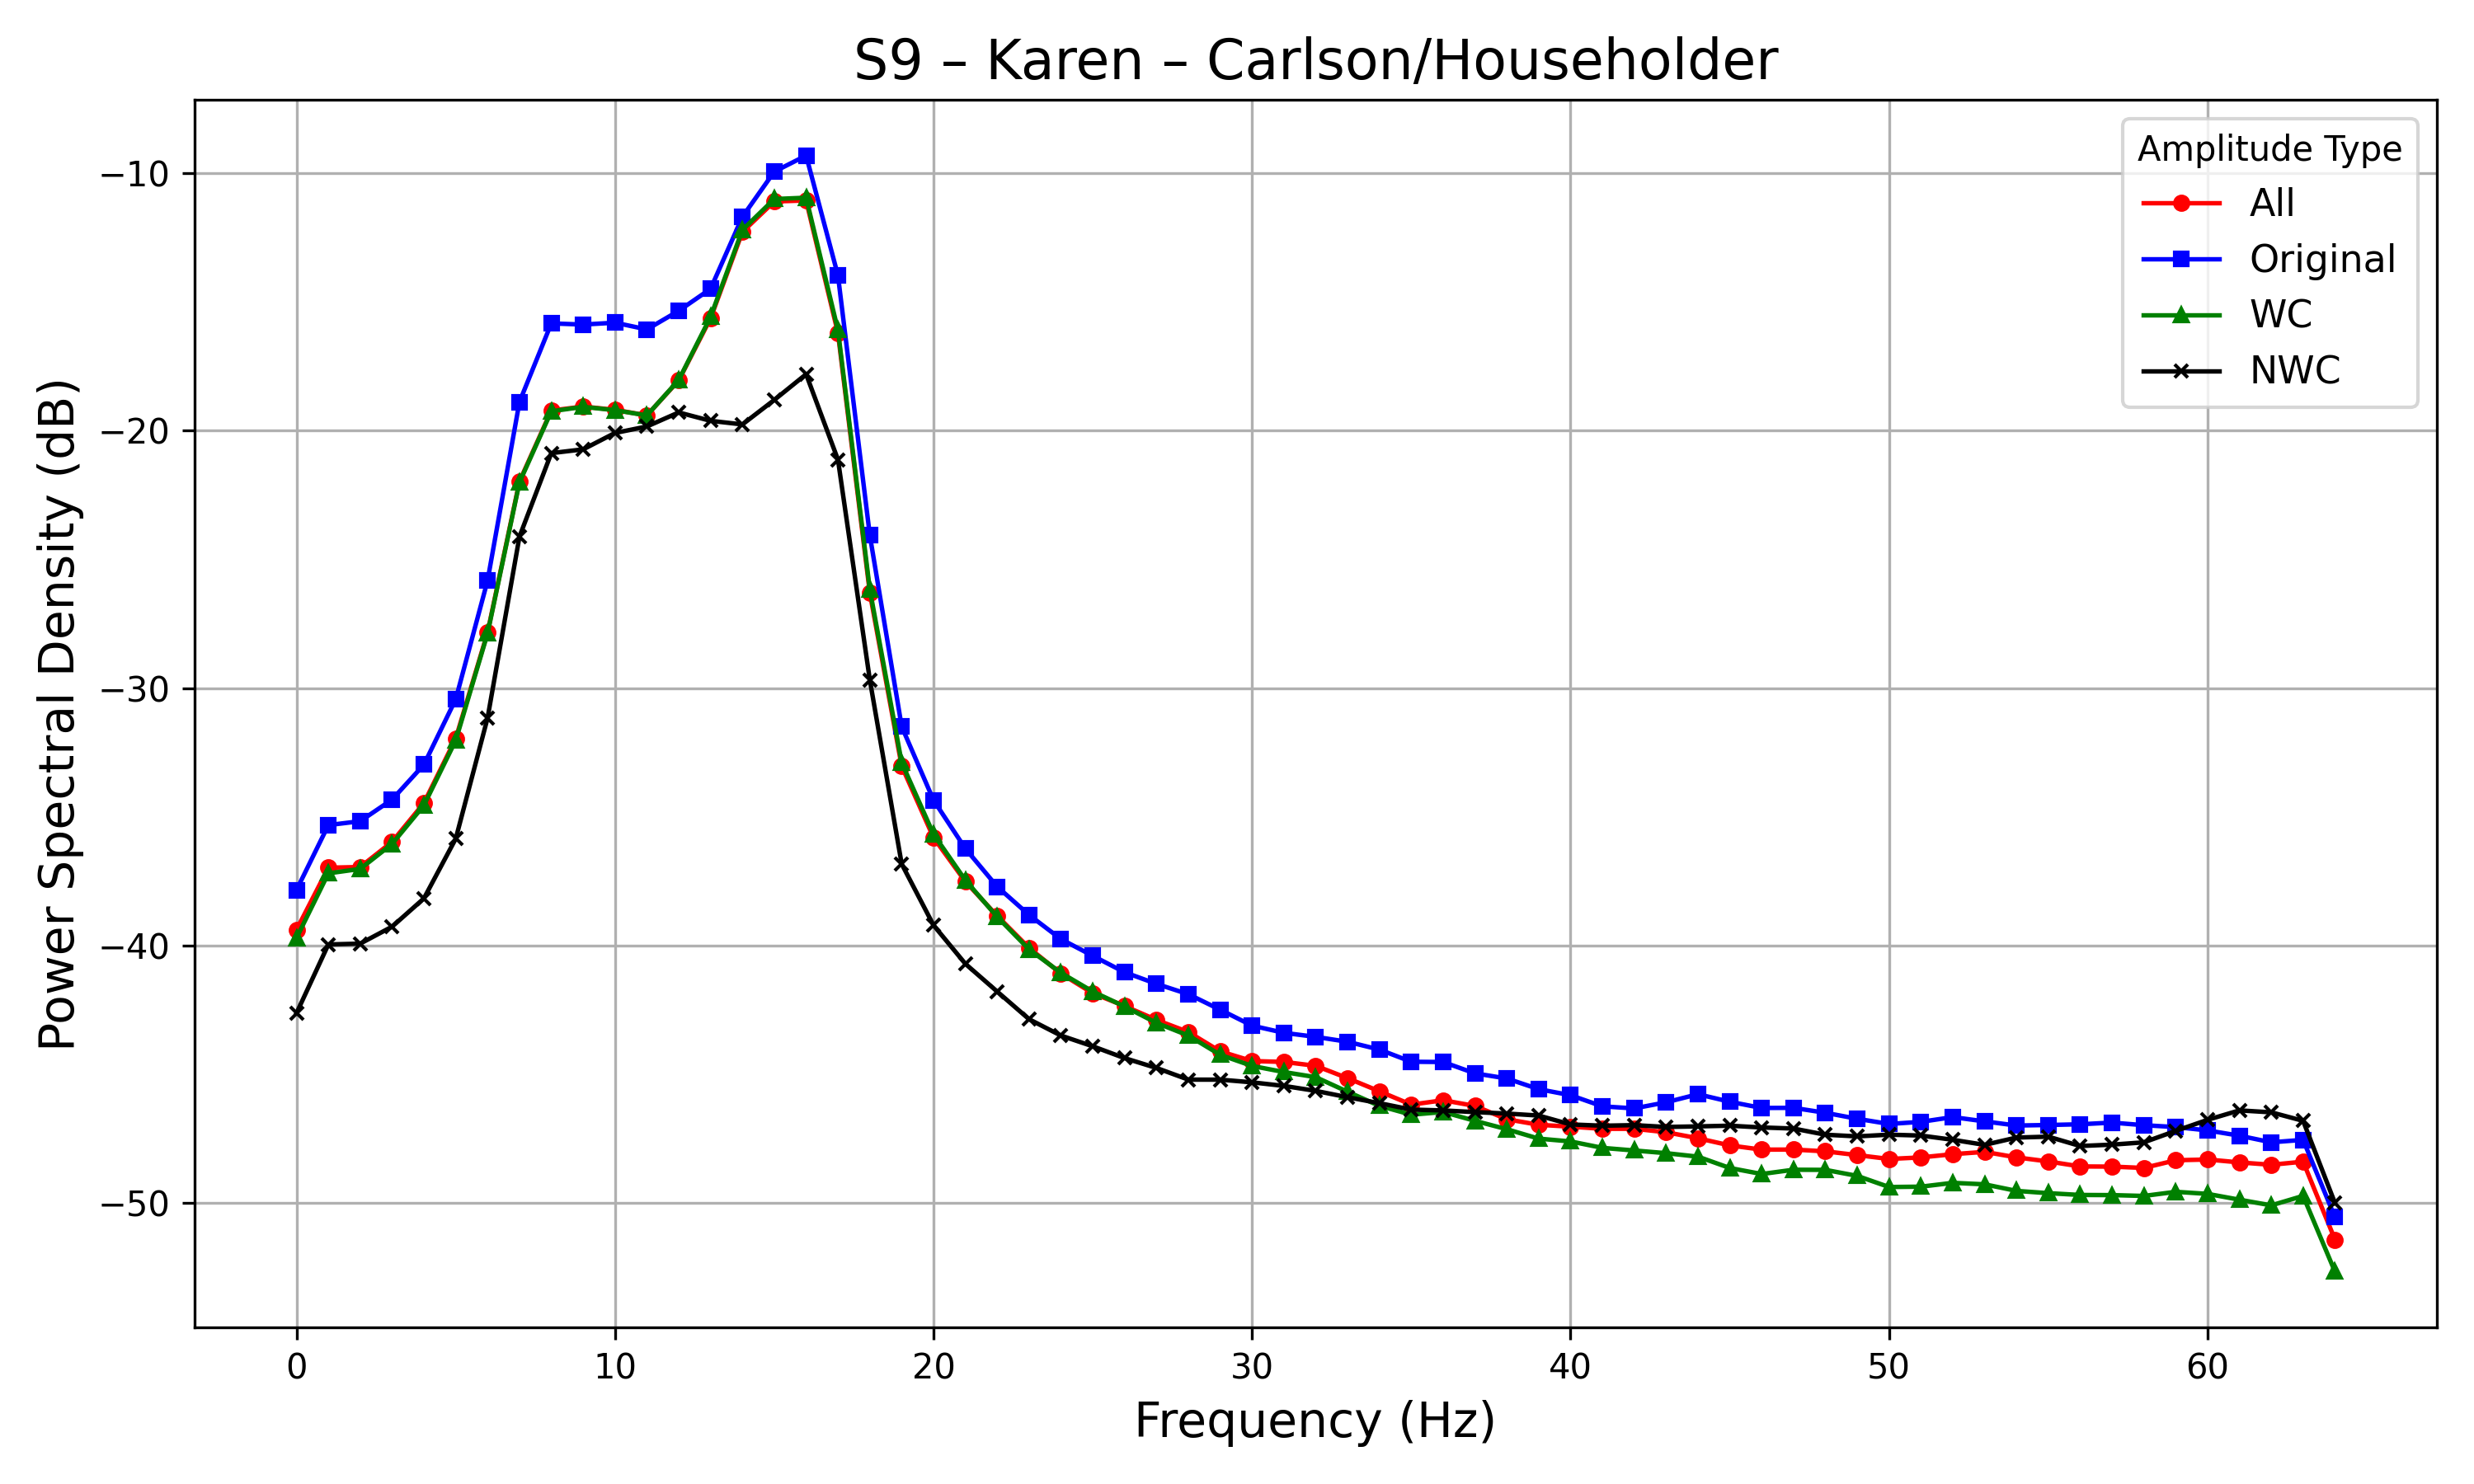 S9 – Karen – Carlson/Householder
Power Spectral Density (dB)
−10
−20
−30
−40
−50
0 10 20 30 40 50 60
Frequency (Hz)
Amplitude Type
All
Original
WC
NWC